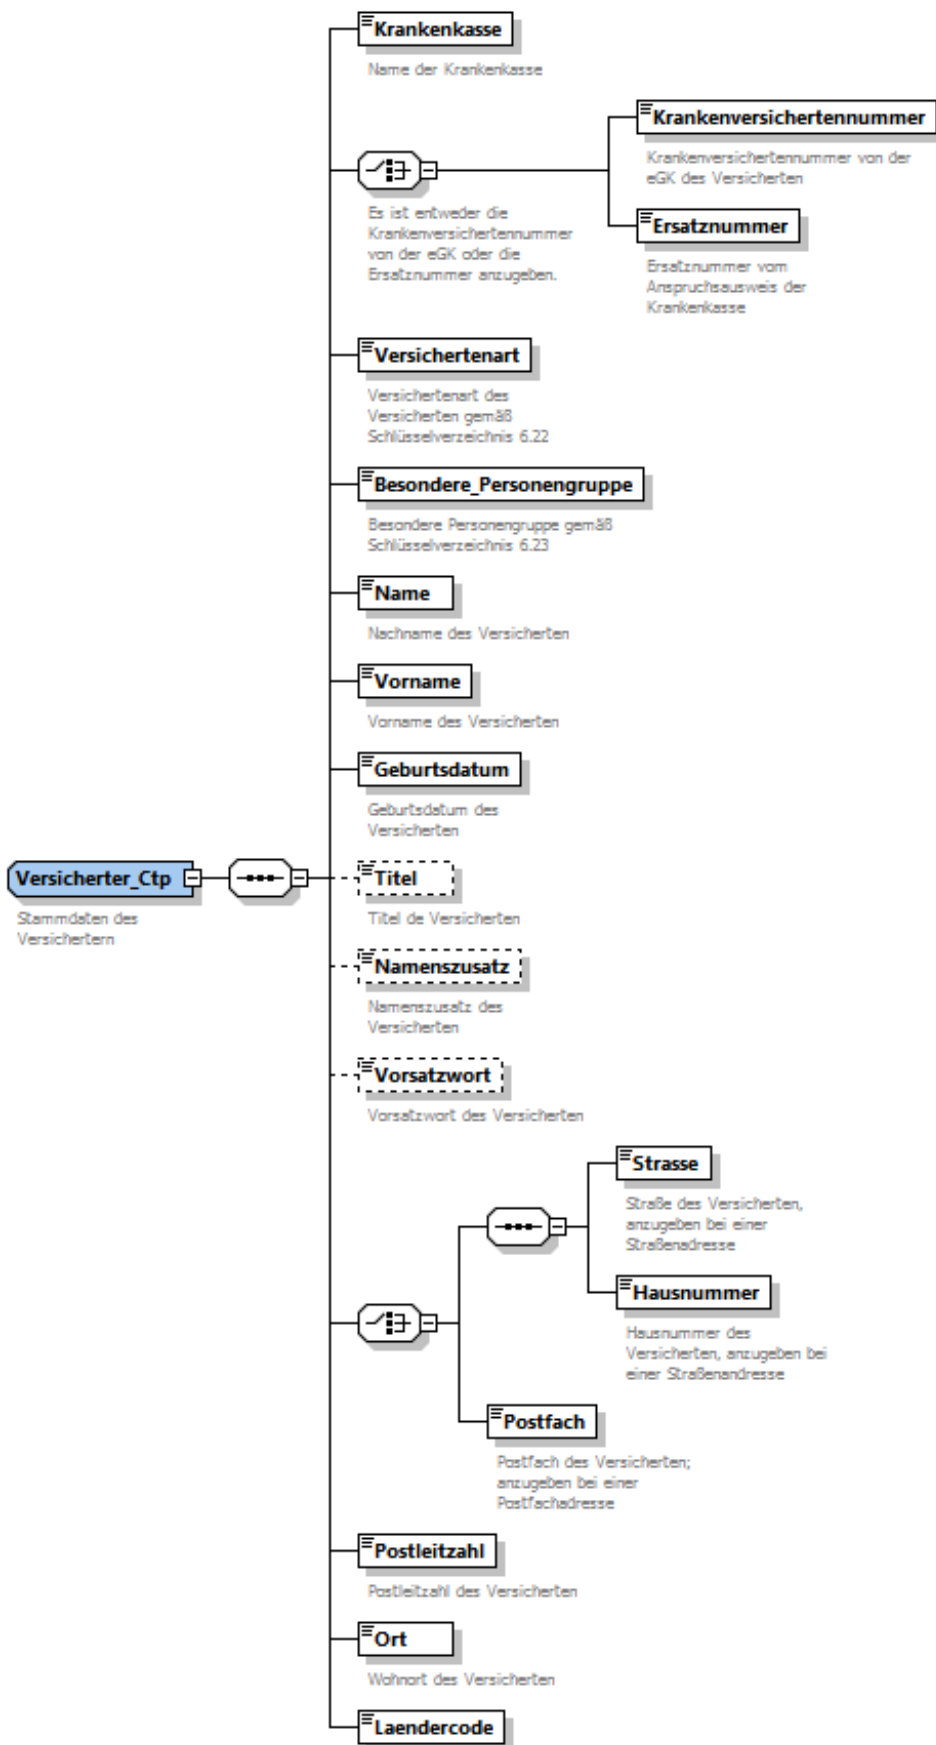 Krankenkasse
Name der Krankenkasse
Krankenversichertennummer
Krankenversichertennummer von der
eGK des Versicherten
Es ist entweder die
Krankenversichertennummer
von der eGK oder die
Ersatznummer anzugeben.
Ersatznummer
Ersatznummer vom
Anspruchsausweis der
Krankenkasse
Versichertenart
Versichertenart des
Versicherten gemäß
Schlüsselverzeichnis 6.22
Besondere_Personengruppe
Besondere Personengruppe gemäß
Schlüsselverzeichnis 6.23
Name
Nachname des Versicherten
Vorname
Vorname des Versicherten
Geburtsdatum
Geburtsdatum des
Versicherten
Versicherter_Ctp
Stammdaten des
Versichertern
Titel
Titel de Versicherten
Namenszusatz
Namenszusatz des
Versicherten
Vorsatzwort
Vorsatzwort des Versicherten
Strasse
Straße des Versicherten,
anzugeben bei einer
Straßenadresse
Hausnummer
Hausnummer des
Versicherten, anzugeben bei
einer Straßenandresse
Postfach
Postfach des Versicherten;
anzugeben bei einer
Postfachadresse
Postleitzahl
Postleitzahl des Versicherten
Ort
Wohnort des Versicherten
Laendercode